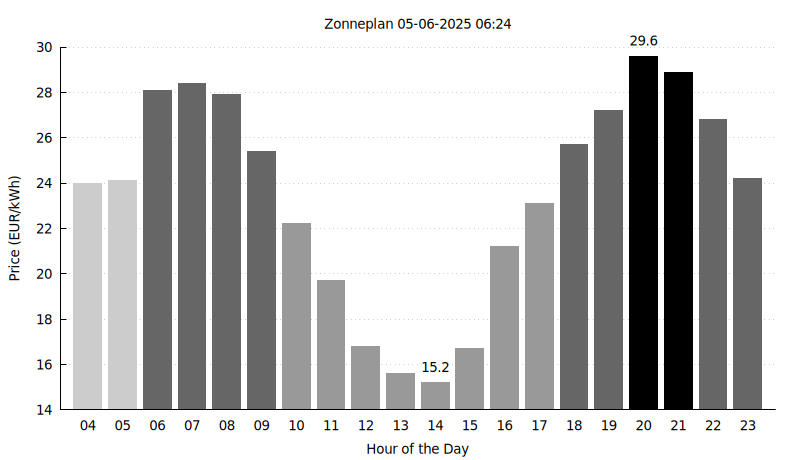 Zonneplan 05-06-2025 06:24
30
28
26
24
22
20
18
16
14
Price (EUR/kWh)
29.6
15.2
04 05 06 07 08 09 10 11 12 13 14 15 16 17 18 19 20 21 22 23
Hour of the Day